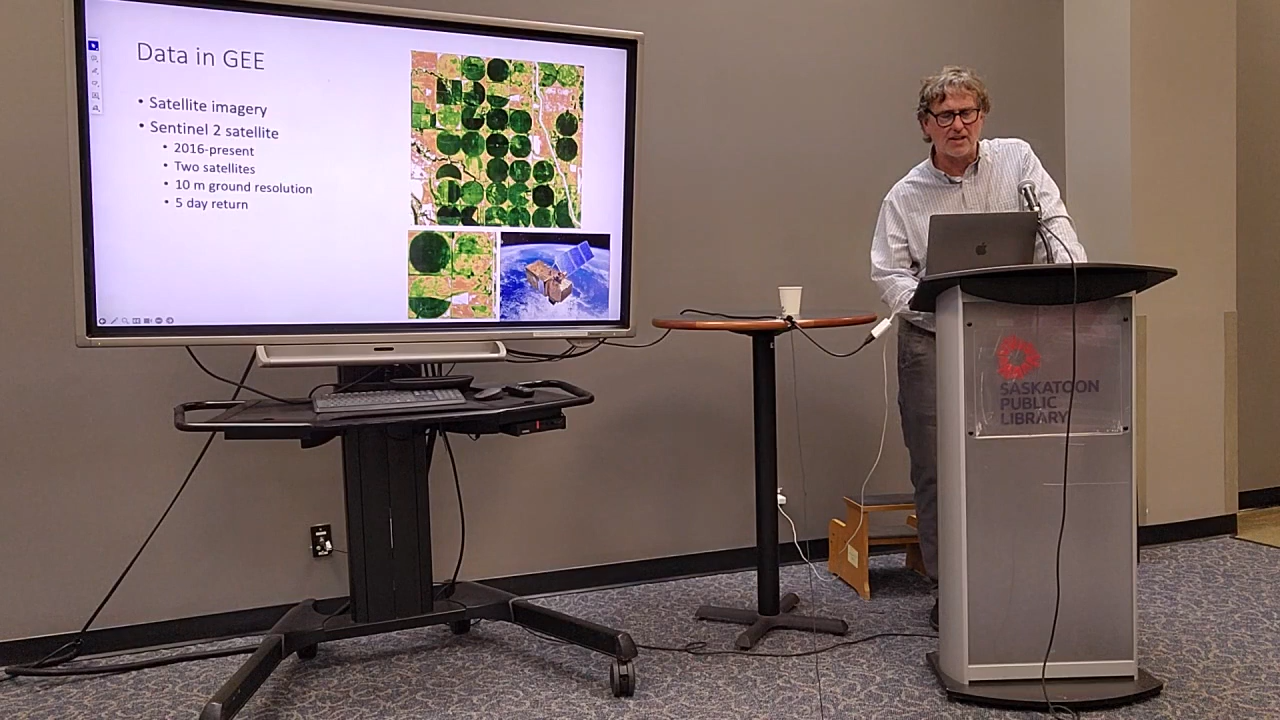 Data in GEE
• Satellite imagery
• Sentinel 2 satellite
• 2016-present
• Two satellites
• 10 m ground resolution
• 5 day return
SASKATOON
PUBLIC
LIBRARY